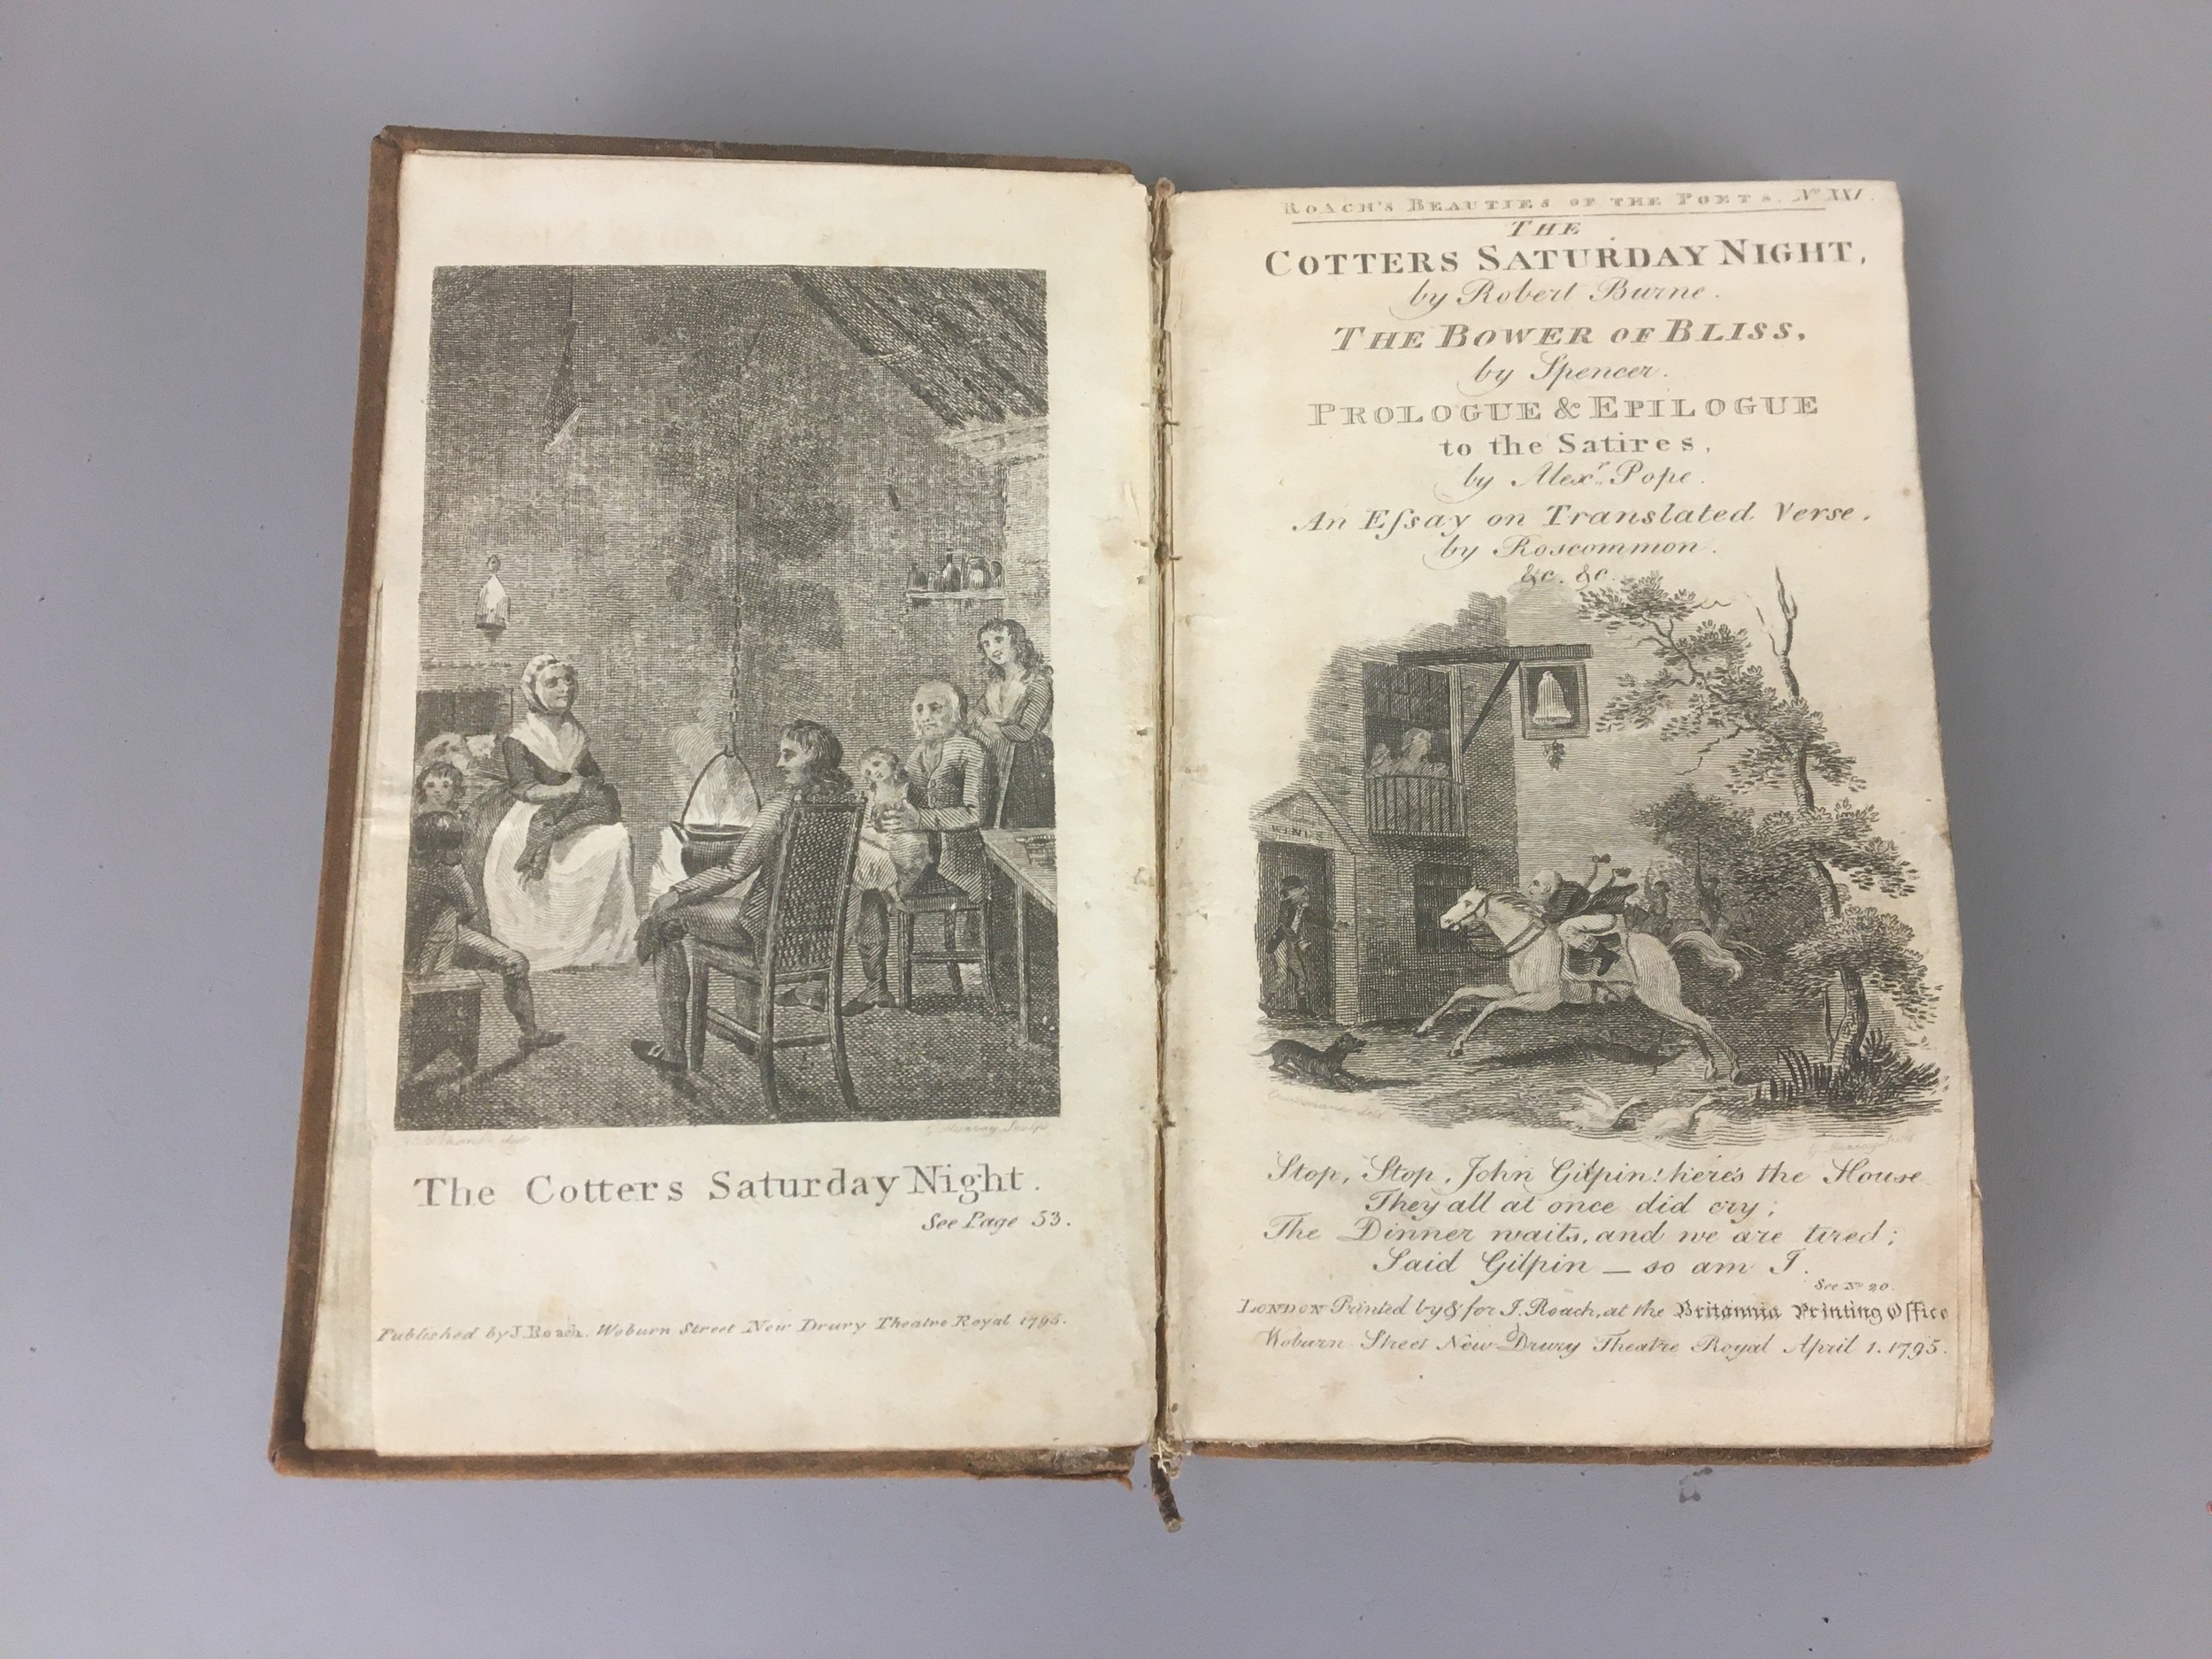 The Cotters Saturday Night.
See Page 53.
Published by J. Roach. Woburn Street New Drury Theatre Royal 1795.
ROACH'S BEAUTIES OF THE POETS, No. XXI.
THE
COTTERS SATURDAY NIGHT,
by Robert Burne.
THE BOWER OF BLISS,
by Spencer.
PROLOGUE & EPILOGUE
to the Satires,
by Alexr. Pope.
An Eſsay on Translated Verse.
by Roscommon.
&c. &c.
WINES
Stop, Stop, John Gilpin! here's the House
They all at once did cry;
The Dinner waits, and we are tired;
Said Gilpin — so am I.
See No 20.
LONDON Printed by & for J. Roach, at the Britannia Printing Office
Woburn Street New Drury Theatre Royal April 1. 1795.